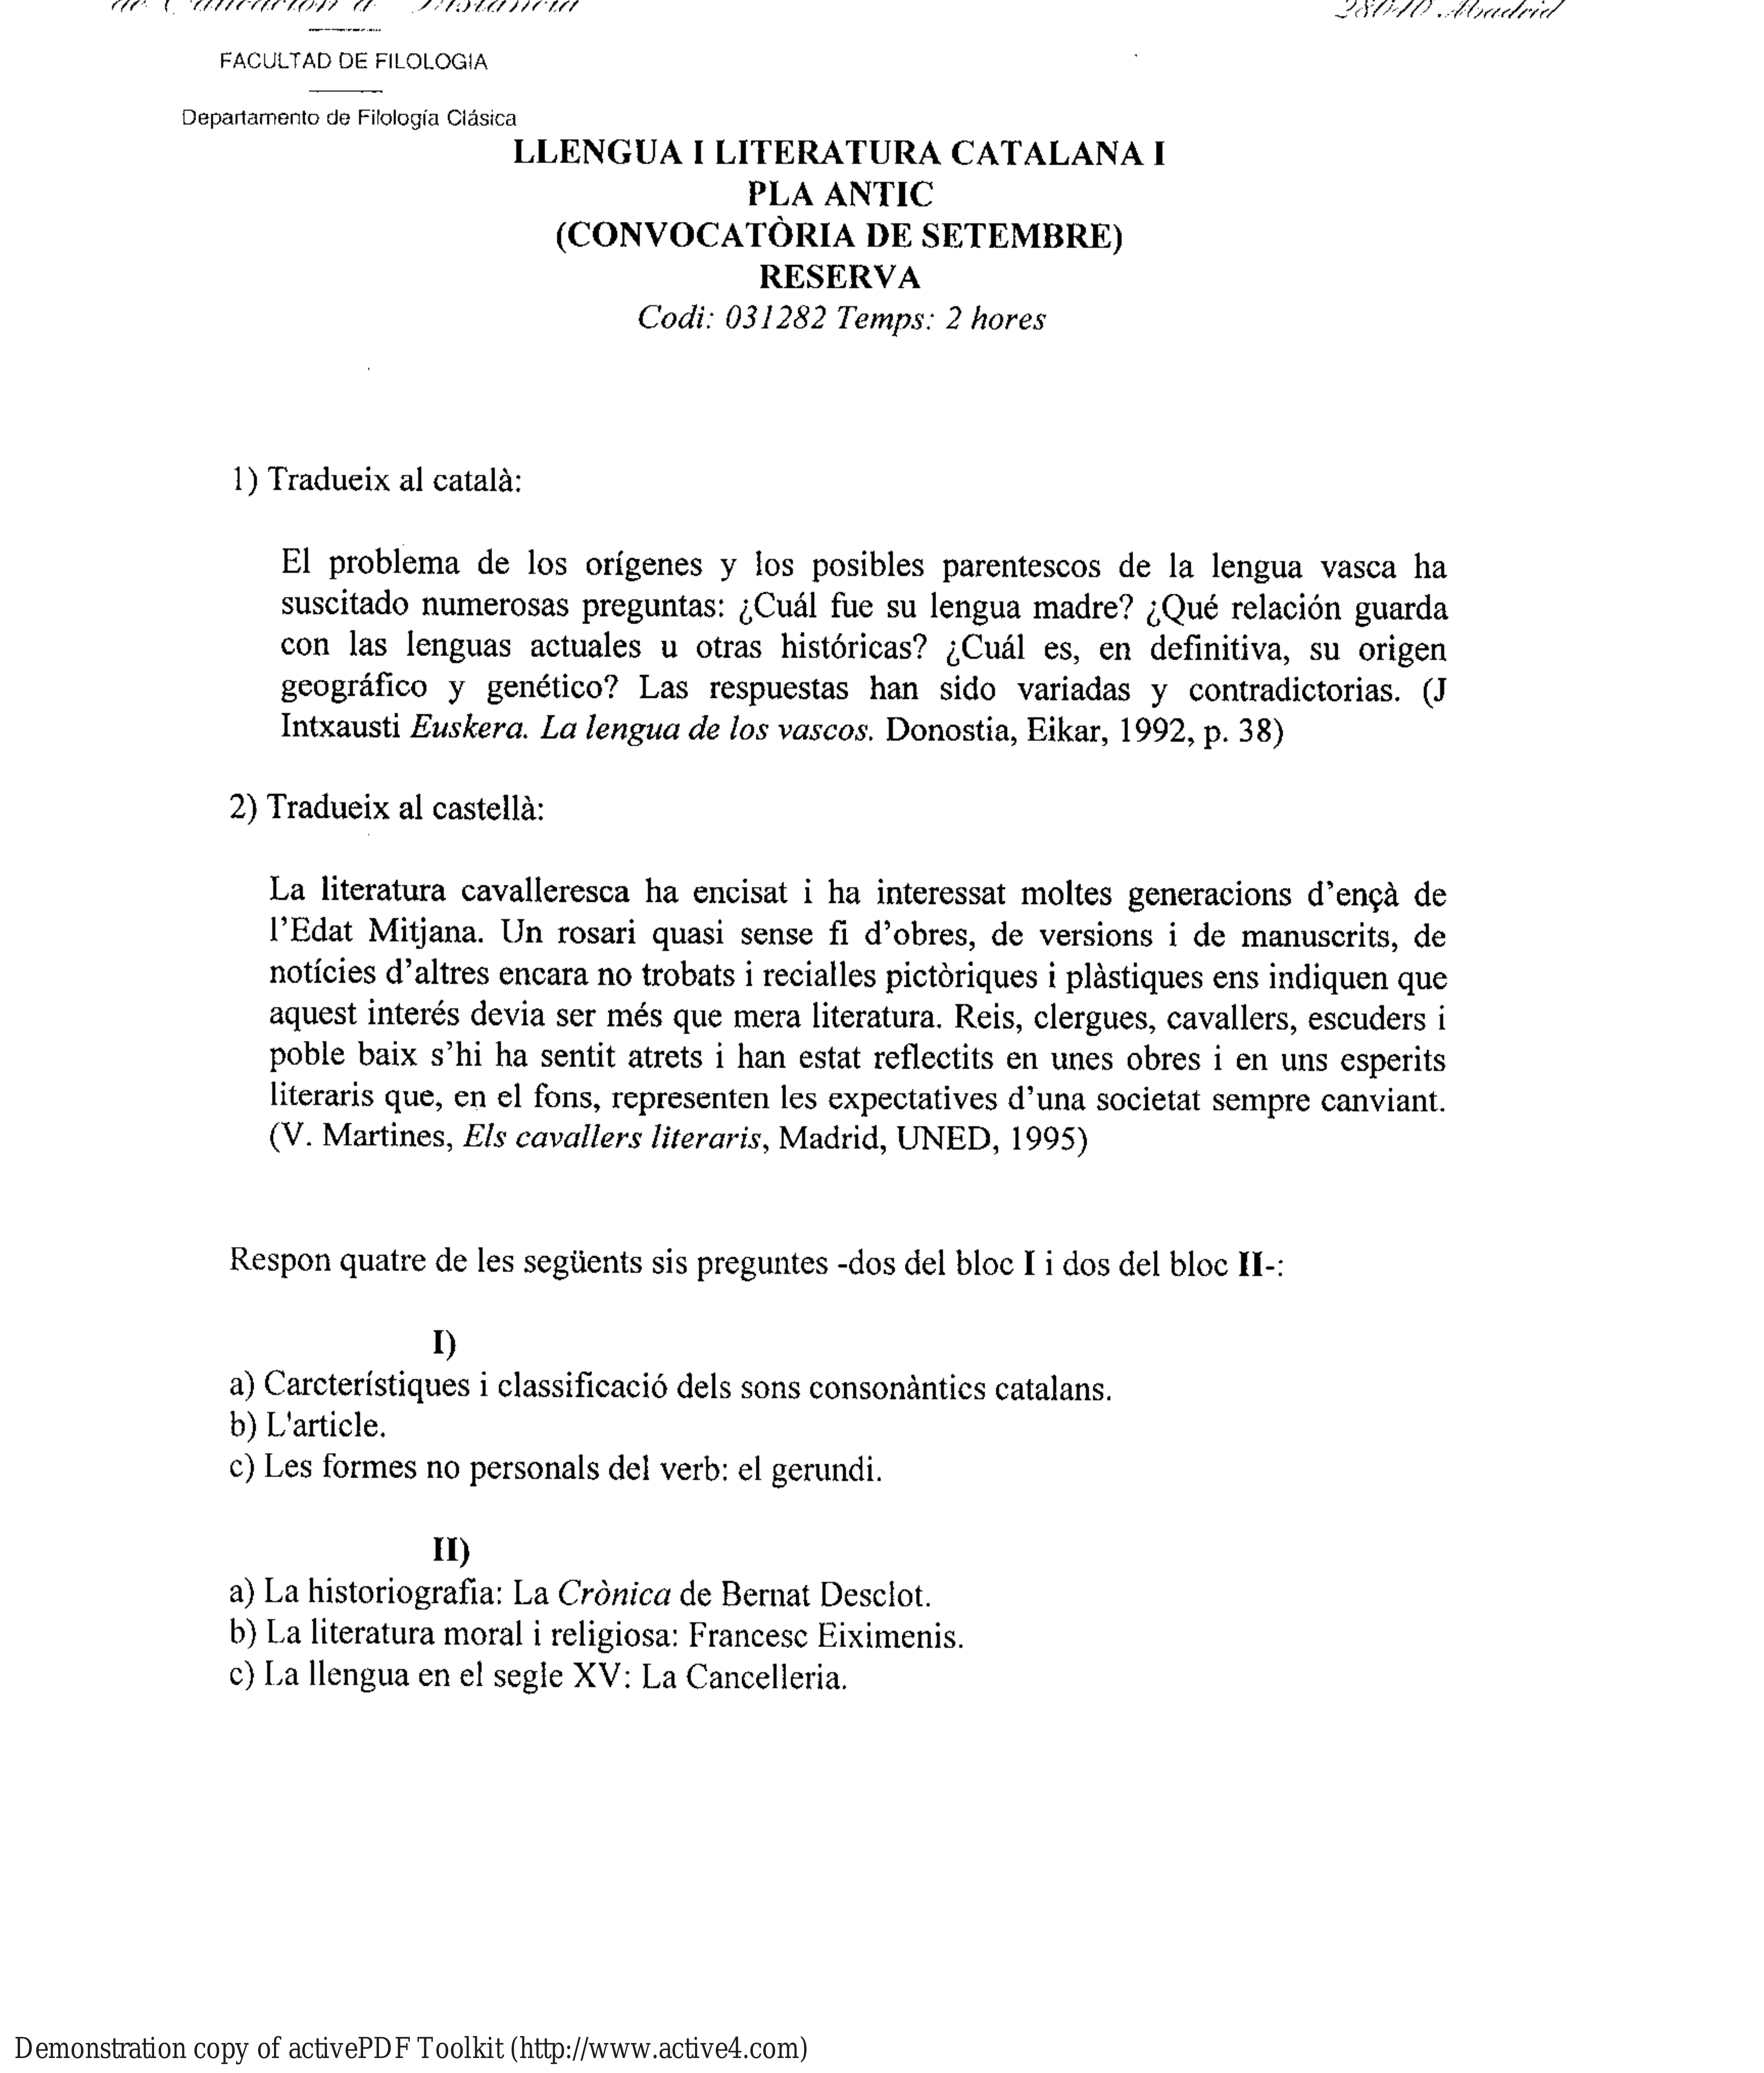 de Educación a Distancia
28040 Madrid
FACULTAD DE FILOLOGIA
Departamento de Filología Clásica
LLENGUA I LITERATURA CATALANA I
PLA ANTIC
(CONVOCATÒRIA DE SETEMBRE)
RESERVA
Codi: 031282 Temps: 2 hores
1) Tradueix al català:
El problema de los orígenes y los posibles parentescos de la lengua vasca ha
suscitado numerosas preguntas: ¿Cuál fue su lengua madre? ¿Qué relación guarda
con las lenguas actuales u otras históricas? ¿Cuál es, en definitiva, su origen
geográfico y genético? Las respuestas han sido variadas y contradictorias. (J
Intxausti Euskera. La lengua de los vascos. Donostia, Eikar, 1992, p. 38)
2) Tradueix al castellà:
La literatura cavalleresca ha encisat i ha interessat moltes generacions d’ençà de
l’Edat Mitjana. Un rosari quasi sense fi d’obres, de versions i de manuscrits, de
notícies d’altres encara no trobats i recialles pictòriques i plàstiques ens indiquen que
aquest interés devia ser més que mera literatura. Reis, clergues, cavallers, escuders i
poble baix s’hi ha sentit atrets i han estat reflectits en unes obres i en uns esperits
literaris que, en el fons, representen les expectatives d’una societat sempre canviant.
(V. Martines, Els cavallers literaris, Madrid, UNED, 1995)
Respon quatre de les següents sis preguntes -dos del bloc I i dos del bloc II-:
I)
a) Carcterístiques i classificació dels sons consonàntics catalans.
b) L'article.
c) Les formes no personals del verb: el gerundi.
II)
a) La historiografia: La Crònica de Bernat Desclot.
b) La literatura moral i religiosa: Francesc Eiximenis.
c) La llengua en el segle XV: La Cancelleria.
Demonstration copy of activePDF Toolkit (http://www.active4.com)